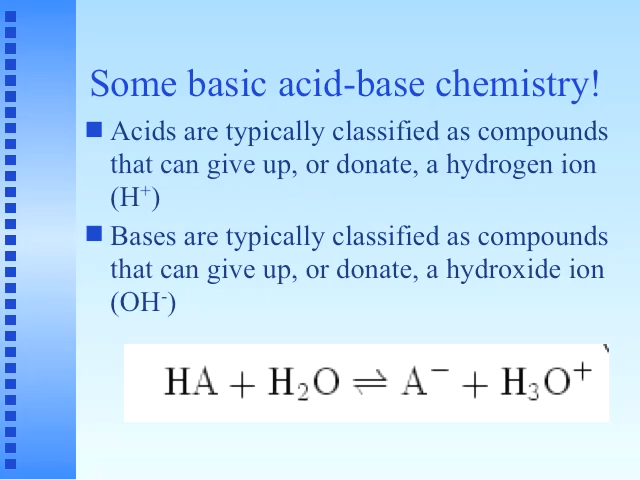 Some basic acid-base chemistry!
■ Acids are typically classified as compounds
that can give up, or donate, a hydrogen ion
(H⁺)
■ Bases are typically classified as compounds
that can give up, or donate, a hydroxide ion
(OH⁻)
HA + H₂O ⇌ A⁻ + H₃O⁺